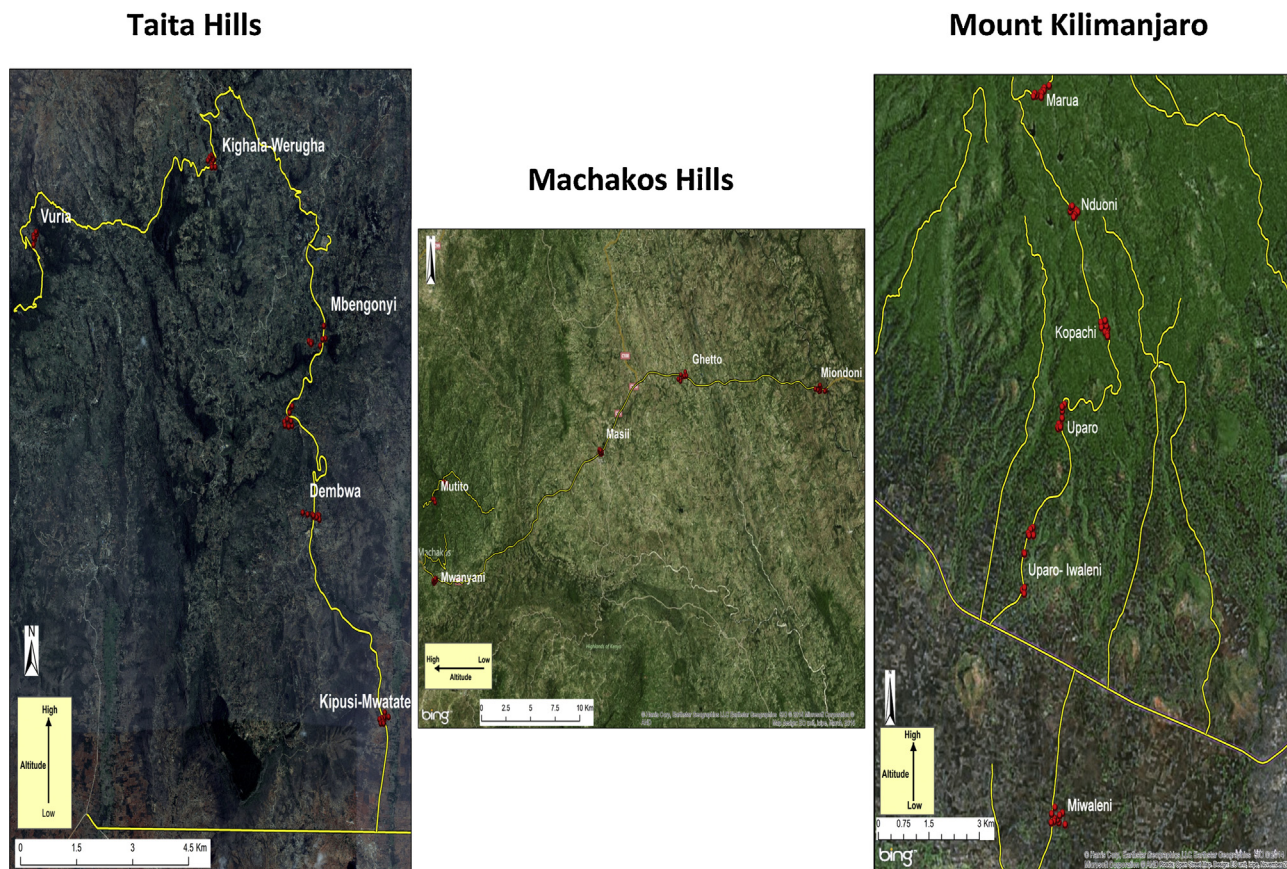 Taita Hills
Kighala-Werugha
Vuria
Mbengonyi
Dembwa
Kipusi-Mwatate
N
High
Altitude
Low
0 1.5 3 4.5 Km
Machakos Hills
Ghetto
Miondoni
Masii
Mutito
Machakos
Mwanyani
High Low
Altitude
0 2.5 5 7.5 10 Km
bing
Mount Kilimanjaro
Marua
Nduoni
Kopachi
Uparo
Uparo- Iwaleni
Miwaleni
High
Altitude
Low
0 0.75 1.5 3 Km
bing